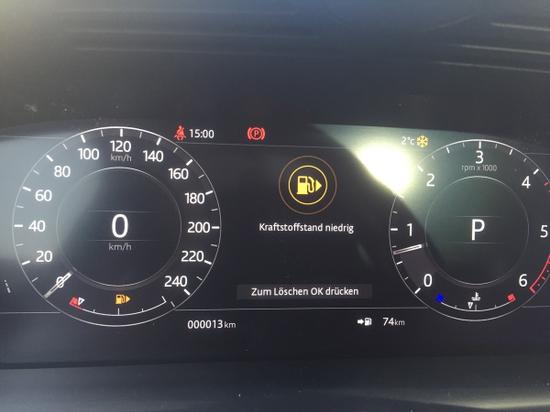 15:00
2°C
0
20
40
60
80
100
120
140
160
180
200
220
240
km/h
0
km/h
Kraftstoffstand niedrig
Zum Löschen OK drücken
000013km
74km
0
1
2
3
4
5
6
rpm x 1000
P
P